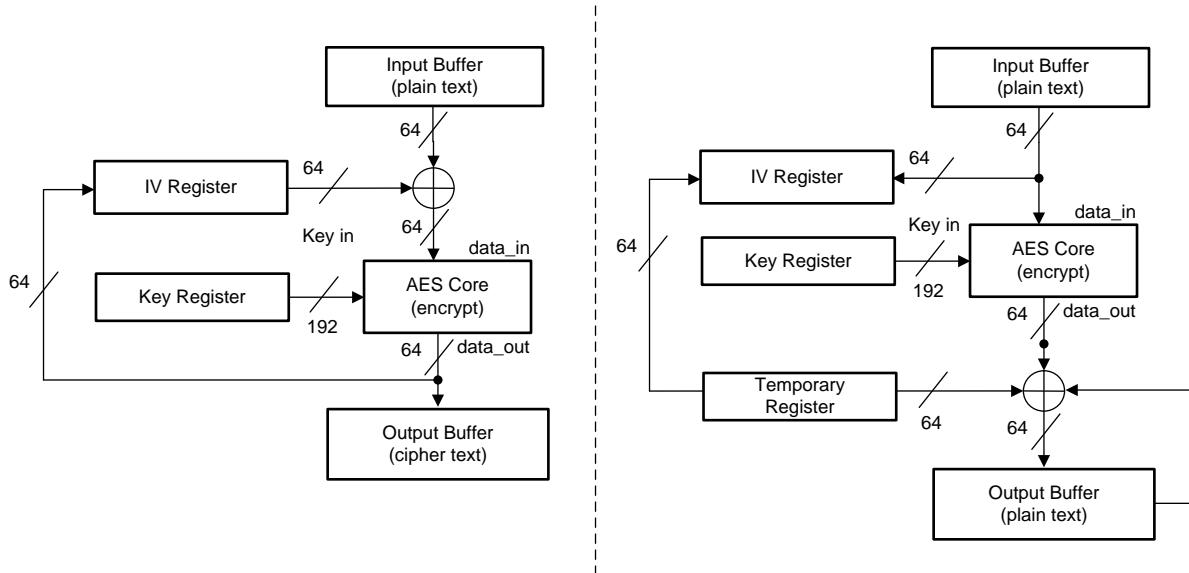 Input Buffer
(plain text)
64
IV Register
64
64
Key in
data_in
64
Key Register
192
AES Core
(encrypt)
64
data_out
Output Buffer
(cipher text)
Input Buffer
(plain text)
64
IV Register
64
data_in
Key in
64
Key Register
192
AES Core
(encrypt)
64
data_out
Temporary
Register
64
64
Output Buffer
(plain text)